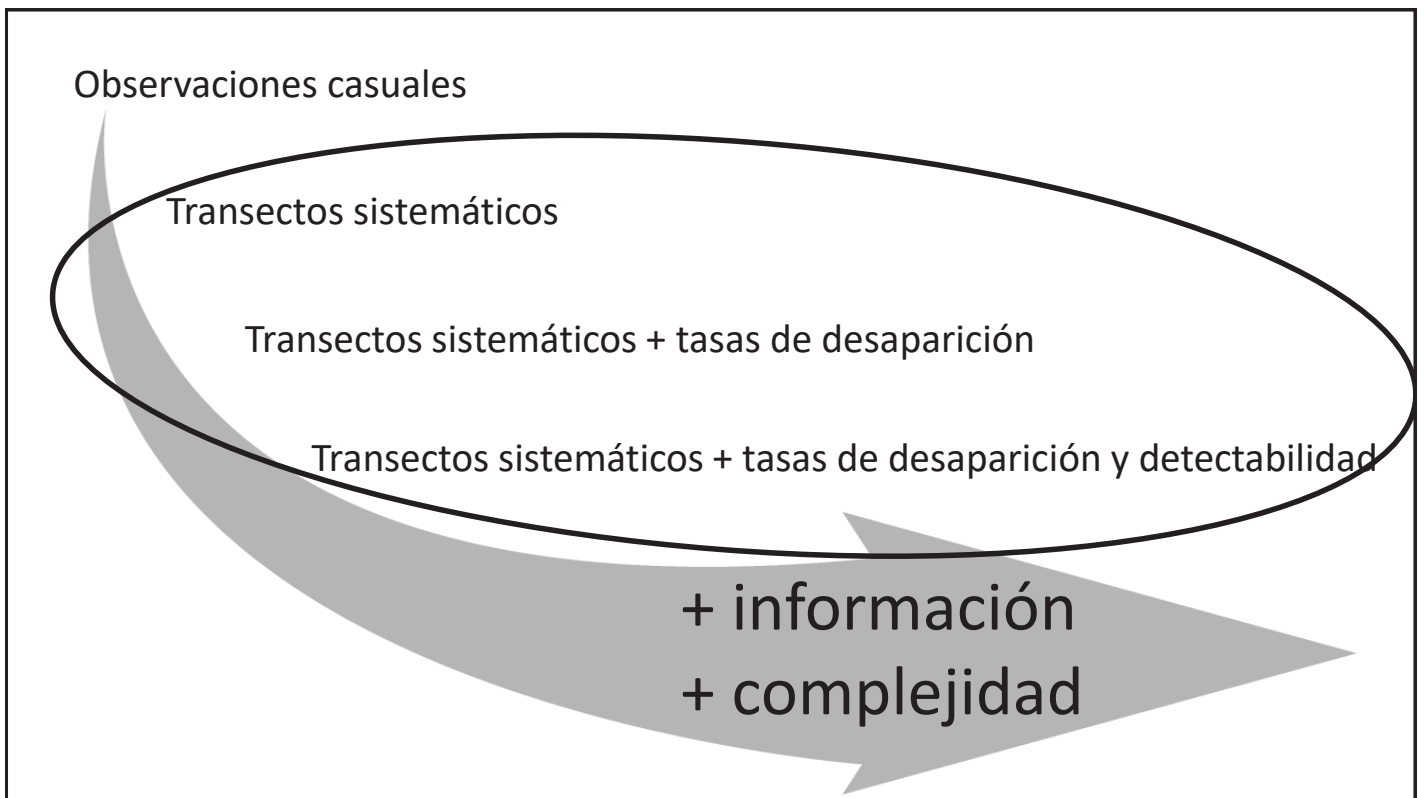 Observaciones casuales
Transectos sistemáticos
Transectos sistemáticos + tasas de desaparición
Transectos sistemáticos + tasas de desaparición y detectabilidad
+ información
+ complejidad